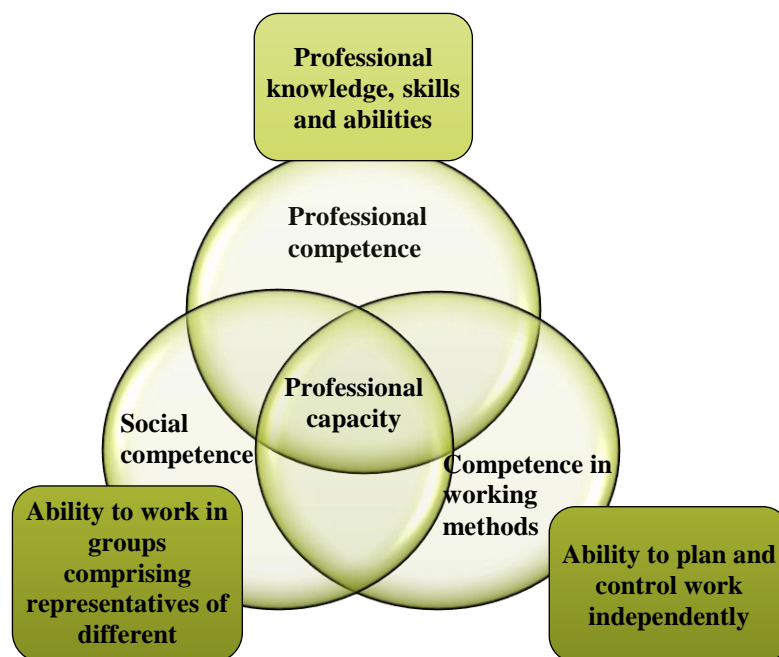 Professional
knowledge, skills
and abilities
Professional
competence
Professional
capacity
Social
competence
Competence in
working
methods
Ability to work in
groups
comprising
representatives of
different
Ability to plan and
control work
independently